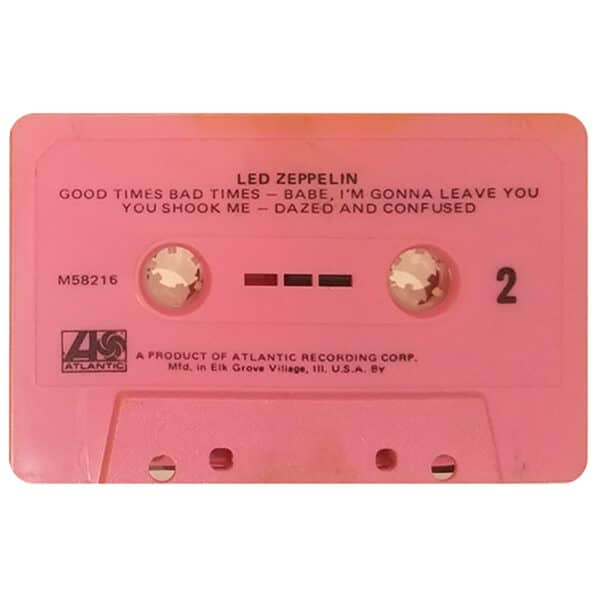 LED ZEPPELIN
GOOD TIMES BAD TIMES – BABE, I'M GONNA LEAVE YOU
YOU SHOOK ME – DAZED AND CONFUSED
M58216
2
ATLANTIC
A PRODUCT OF ATLANTIC RECORDING CORP.
Mfd. in Elk Grove Village, Ill. U.S.A. By